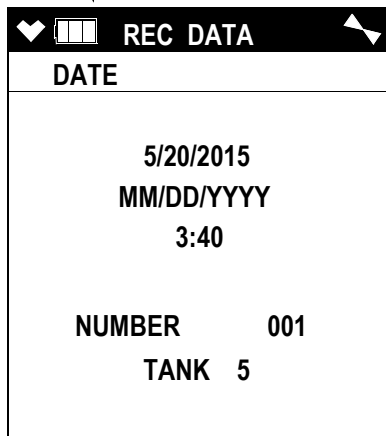 REC DATA
DATE
5/20/2015
MM/DD/YYYY
3:40
NUMBER 001
TANK 5